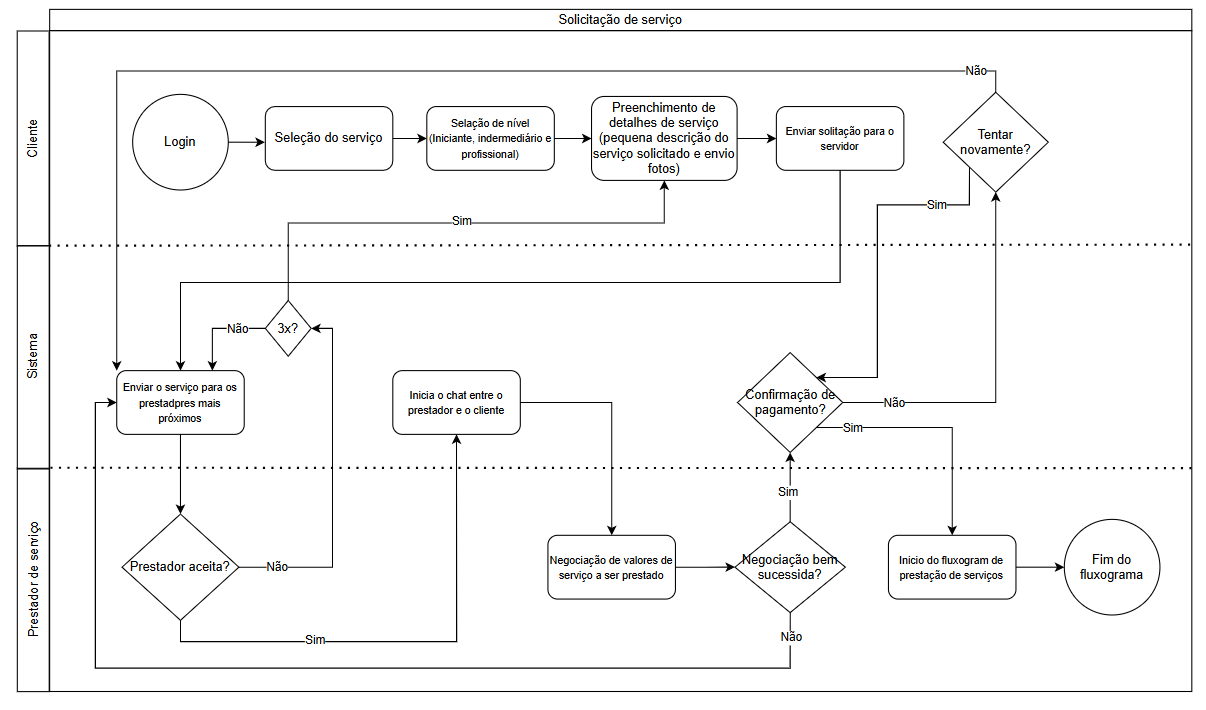 Solicitação de serviço
Cliente
Não
Login
Seleção do serviço
Selação de nível
(Iniciante, indermediário e
profissional)
Preenchimento de
detalhes de serviço
(pequena descrição do
serviço solicitado e envio
fotos)
Enviar solitação para o
servidor
Tentar
novamente?
Sim
Sim
Sistema
Não
3x?
Enviar o serviço para os
prestadpres mais
próximos
Inicia o chat entre o
prestador e o cliente
Confirmação de
pagamento?
Não
Sim
Prestador de serviço
Sim
Prestador aceita?
Não
Negociação de valores de
serviço a ser prestado
Negociação bem
sucessida?
Inicio do fluxogram de
prestação de serviços
Fim do
fluxograma
Sim
Não